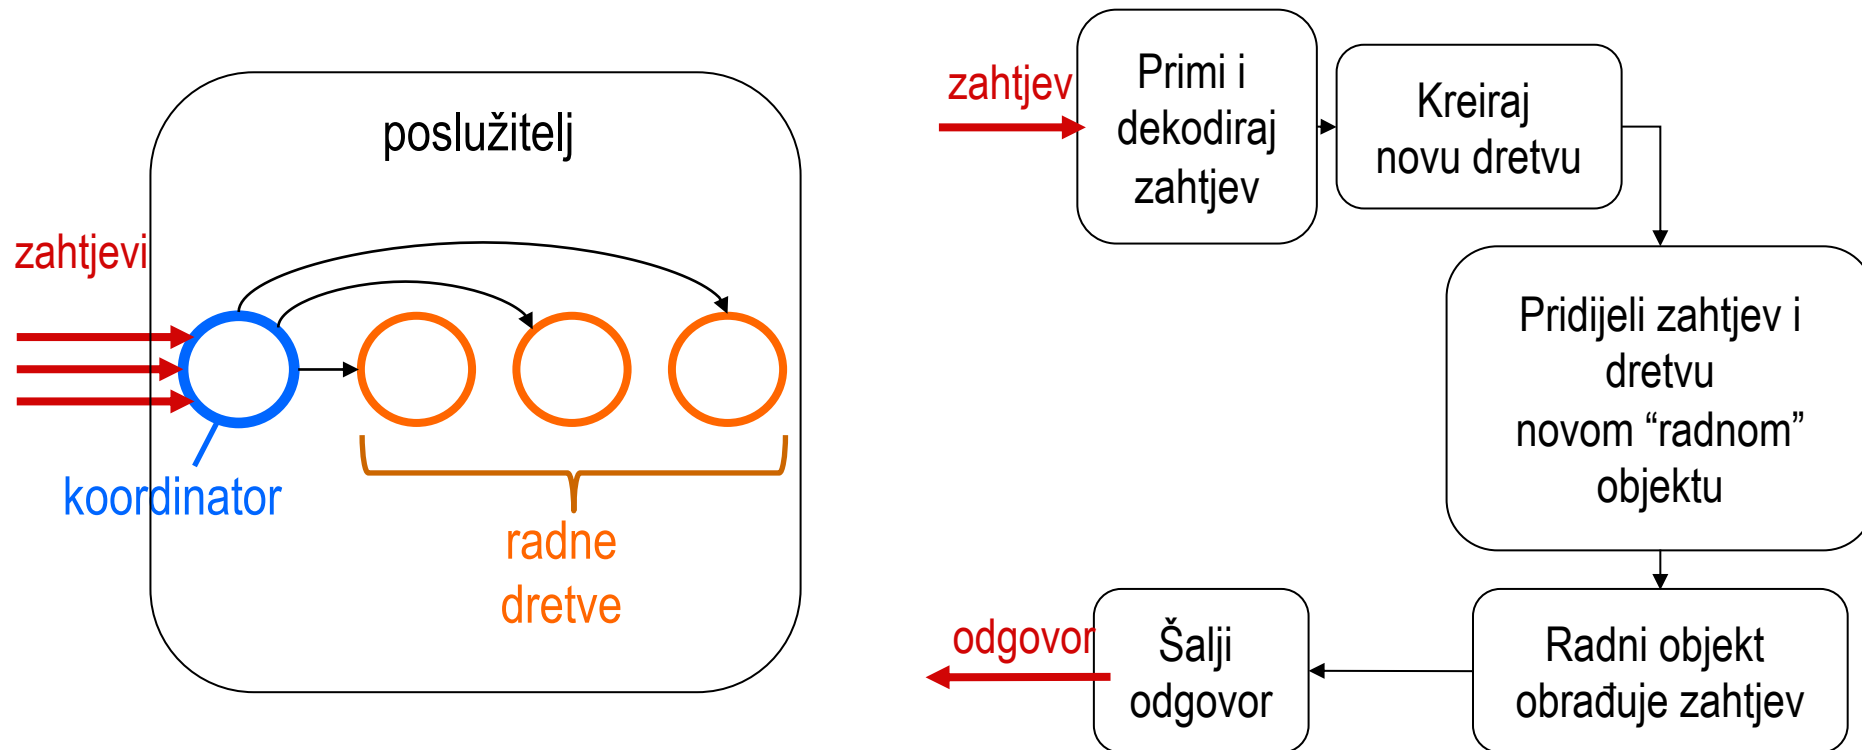 poslužitelj
zahtjevi
koordinator
radne
dretve
zahtjev
Primi i
dekodiraj
zahtjev
Kreiraj
novu dretvu
Pridijeli zahtjev i
dretvu
novom “radnom”
objektu
Radni objekt
obrađuje zahtjev
Šalji
odgovor
odgovor